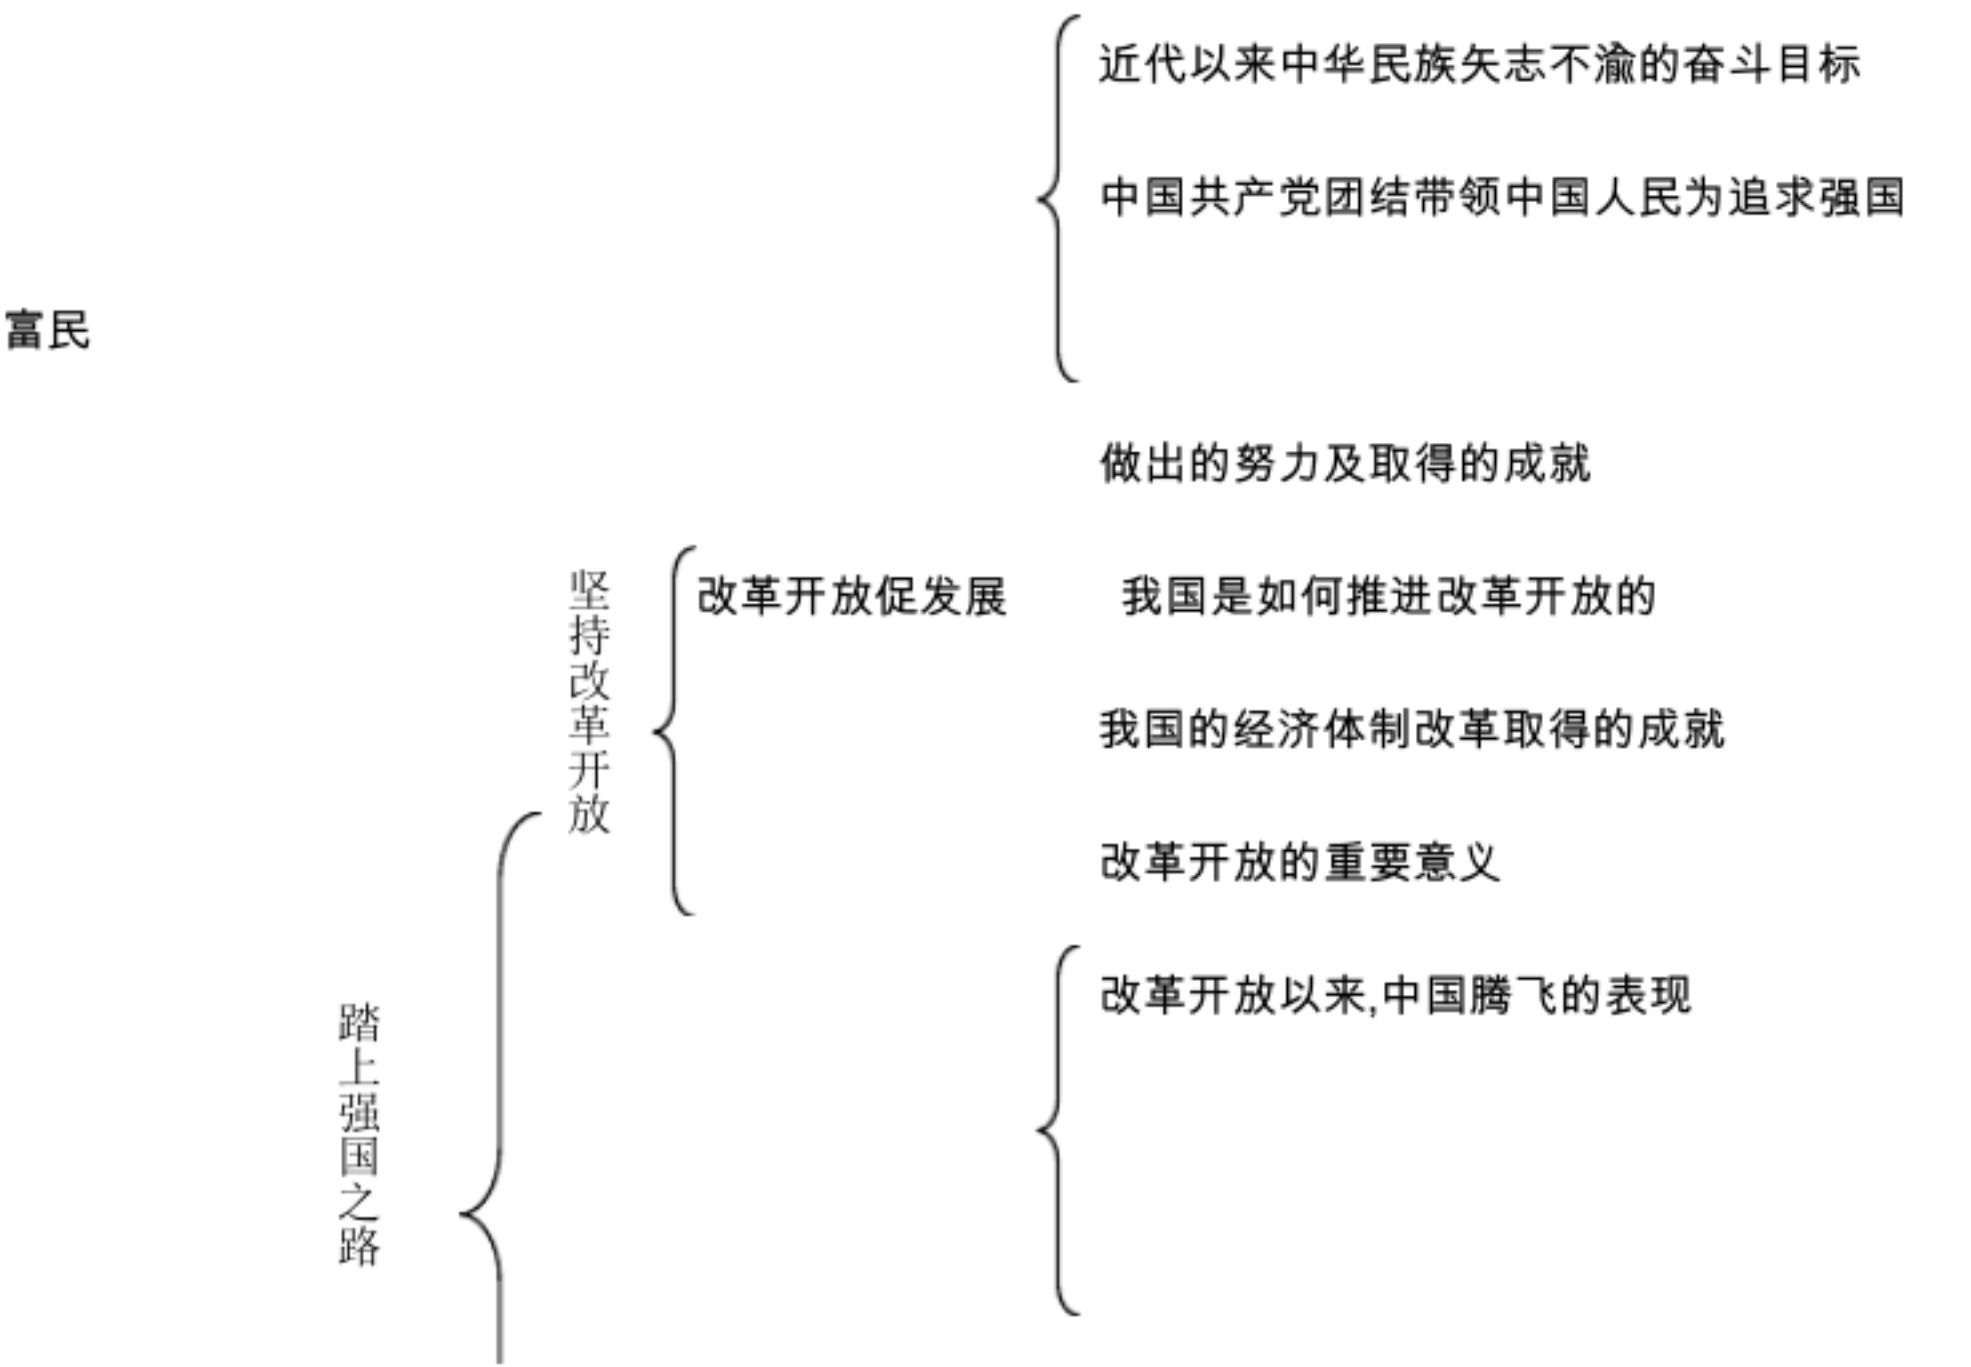 近代以来中华民族矢志不渝的奋斗目标
中国共产党团结带领中国人民为追求强国
富民
做出的努力及取得的成就
坚持改革开放
改革开放促发展 我国是如何推进改革开放的
我国的经济体制改革取得的成就
改革开放的重要意义
改革开放以来,中国腾飞的表现
踏上强国之路